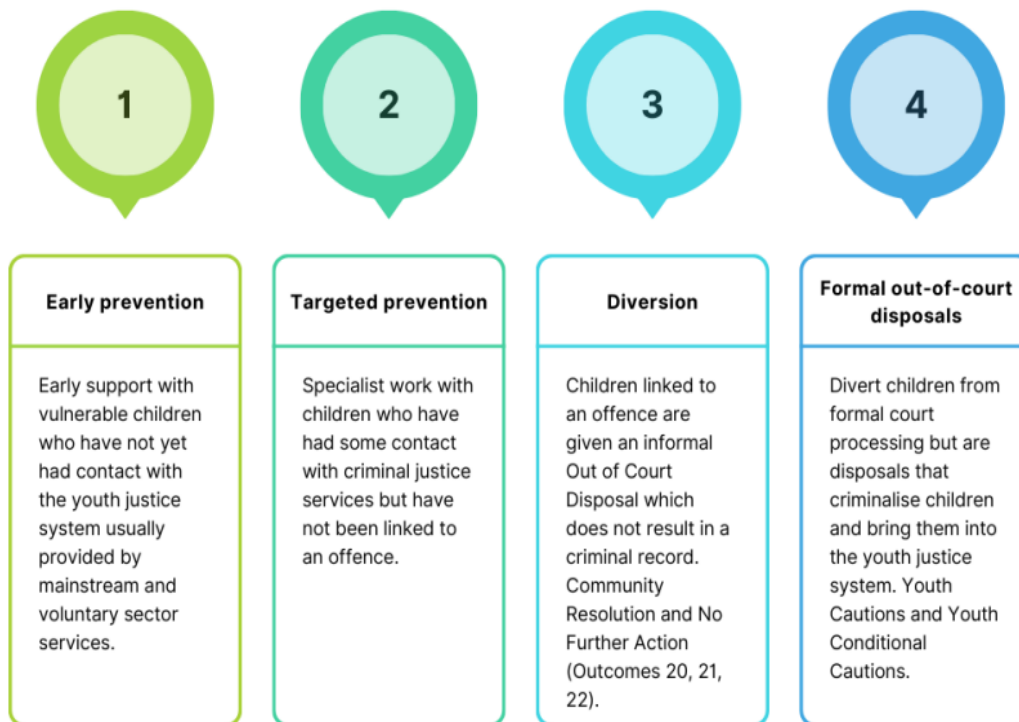 1
2
3
4
Early prevention
Early support with
vulnerable children
who have not yet
had contact with
the youth justice
system usually
provided by
mainstream and
voluntary sector
services.
Targeted prevention
Specialist work with
children who have
had some contact
with criminal justice
services but have
not been linked to
an offence.
Diversion
Children linked to
an offence are
given an informal
Out of Court
Disposal which
does not result in a
criminal record.
Community
Resolution and No
Further Action
(Outcomes 20, 21,
22).
Formal out-of-court
disposals
Divert children from
formal court
processing but are
disposals that
criminalise children
and bring them into
the youth justice
system. Youth
Cautions and Youth
Conditional
Cautions.